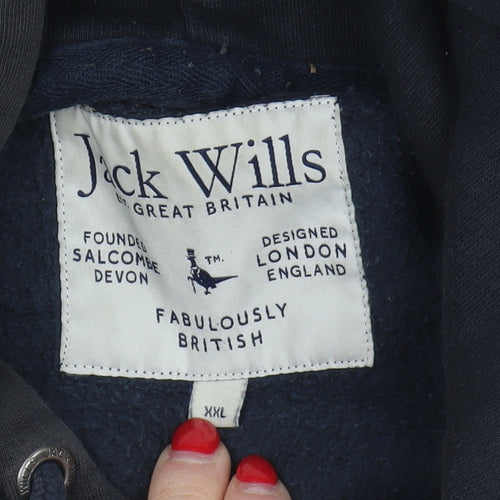 Jack Wills
OF GREAT BRITAIN
FOUNDED
SALCOMBE
DEVON
TM.
DESIGNED
LONDON
ENGLAND
FABULOUSLY
BRITISH
XXL